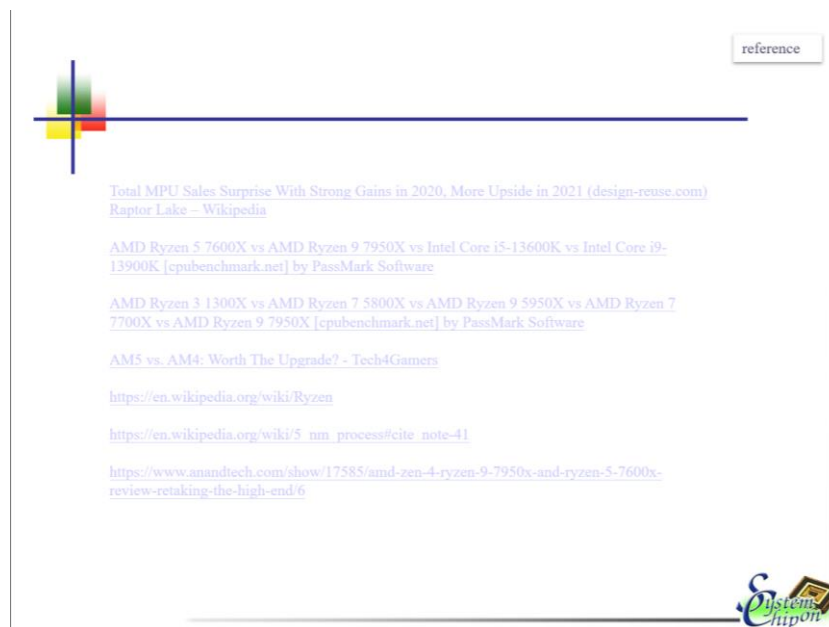 reference
Total MPU Sales Surprise With Strong Gains in 2020, More Upside in 2021 (design-reuse.com)
Raptor Lake – Wikipedia
AMD Ryzen 5 7600X vs AMD Ryzen 9 7950X vs Intel Core i5-13600K vs Intel Core i9-
13900K [cpubenchmark.net] by PassMark Software
AMD Ryzen 3 1300X vs AMD Ryzen 7 5800X vs AMD Ryzen 9 5950X vs AMD Ryzen 7
7700X vs AMD Ryzen 9 7950X [cpubenchmark.net] by PassMark Software
AM5 vs. AM4: Worth The Upgrade? - Tech4Gamers
https://en.wikipedia.org/wiki/Ryzen
https://en.wikipedia.org/wiki/5_nm_process#cite_note-41
https://www.anandtech.com/show/17585/amd-zen-4-ryzen-9-7950x-and-ryzen-5-7600x-
review-retaking-the-high-end/6
System
Chipon